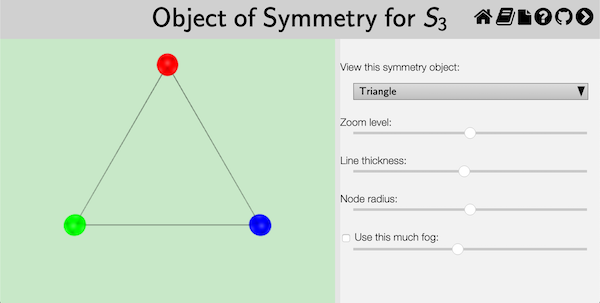 Object of Symmetry for S₃
View this symmetry object:
Triangle
Zoom level:
Line thickness:
Node radius:
Use this much fog: